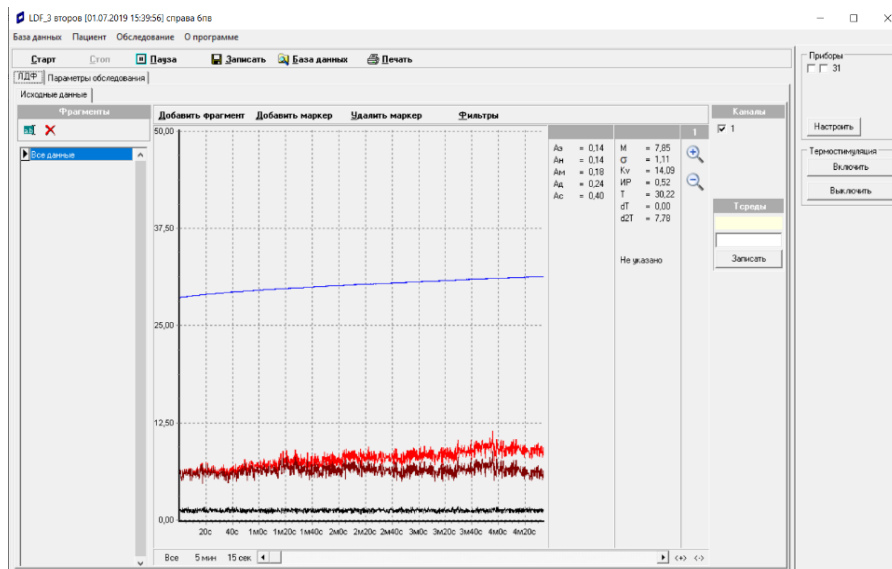 LDF_3 второв [01.07.2019 15:39:56] справа 6пв
База данных Пациент Обследование О программе
Старт Стоп Пауза Записать База данных Печать
ЛДФ Параметры обследования
Исходные данные
Фрагменты
Все данные
Добавить фрагмент Добавить маркер Удалить маркер Фильтры
50,00
37,50
25,00
12,50
0,00
20с 40с 1м0с 1м20с 1м40с 2м0с 2м20с 2м40с 3м0с 3м20с 3м40с 4м0с 4м20с
Все 5 мин 15 сек <+> <->
1
Аэ = 0,14
Ан = 0,14
Ам = 0,18
Ад = 0,24
Ас = 0,40
М = 7,85
σ = 1,11
Kv = 14,09
ИР = 0,52
Т = 30,22
dT = 0,00
d2T = 7,78
Не указано
Каналы
1
Тсреды
Записать
Приборы
31
Настроить
Термостимуляция
Включить
Выключить